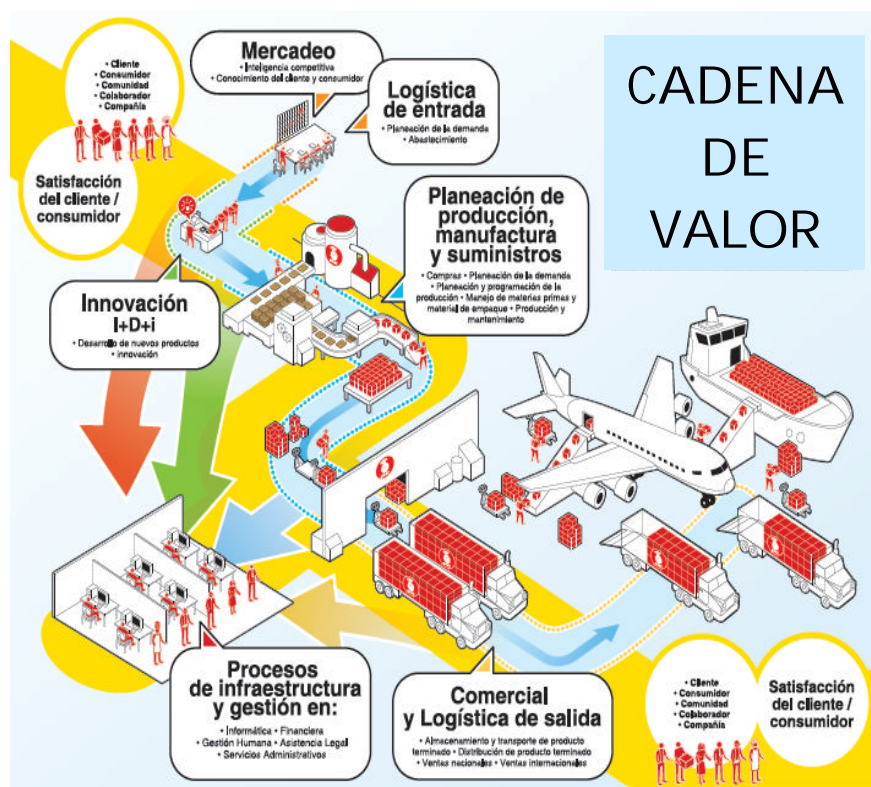 • Cliente
• Consumidor
• Comunidad
• Colaborador
• Compañía
Satisfacción
del cliente /
consumidor
Mercadeo
• Inteligencia competitiva
• Conocimiento del cliente y consumidor
Logística
de entrada
• Planeación de la demanda
• Abastecimiento
CADENA
DE
VALOR
Planeación de
producción,
manufactura
y suministros
• Compras • Planeación de la demanda
• Planeación y programación de la
producción • Manejo de materias primas y
material de empaque • Producción y
mantenimiento
Innovación
I+D+i
• Desarrollo de nuevos productos
• innovación
Procesos
de infraestructura
y gestión en:
• Informática • Financiera
• Gestión Humana • Asistencia Legal
• Servicios Administrativos
Comercial
y Logística de salida
• Almacenamiento y transporte de producto
terminado • Distribución de producto terminado
• Ventas nacionales • Ventas internacionales
• Cliente
• Consumidor
• Comunidad
• Colaborador
• Compañía
Satisfacción
del cliente /
consumidor